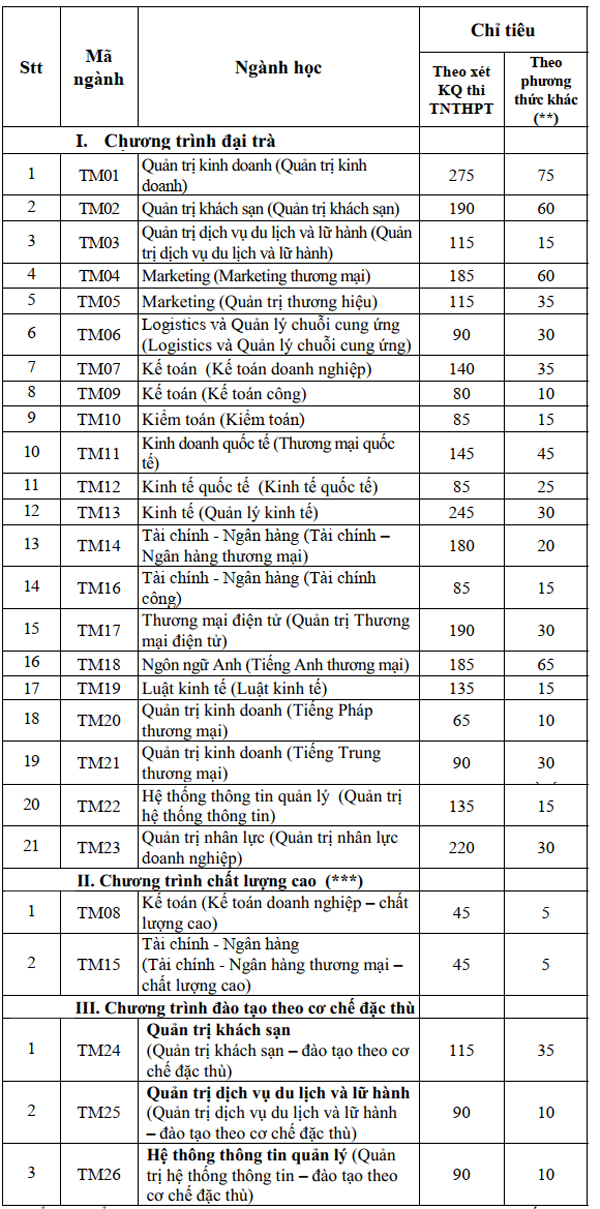 Stt
Mã
ngành
Ngành học
Chỉ tiêu
Theo xét
KQ thi
TNTHPT
Theo
phương
thức khác
(**)
I. Chương trình đại trà
1 TM01 Quản trị kinh doanh (Quản trị kinh
doanh) 275 75
2 TM02 Quản trị khách sạn (Quản trị khách sạn) 190 60
3 TM03 Quản trị dịch vụ du lịch và lữ hành (Quản
trị dịch vụ du lịch và lữ hành) 115 15
4 TM04 Marketing (Marketing thương mại) 185 60
5 TM05 Marketing (Quản trị thương hiệu) 115 35
6 TM06 Logistics và Quản lý chuỗi cung ứng
(Logistics và Quản lý chuỗi cung ứng) 90 30
7 TM07 Kế toán (Kế toán doanh nghiệp) 140 35
8 TM09 Kế toán (Kế toán công) 80 10
9 TM10 Kiểm toán (Kiểm toán) 85 15
10 TM11 Kinh doanh quốc tế (Thương mại quốc
tế) 145 45
11 TM12 Kinh tế quốc tế (Kinh tế quốc tế) 85 25
12 TM13 Kinh tế (Quản lý kinh tế) 245 30
13 TM14 Tài chính - Ngân hàng (Tài chính –
Ngân hàng thương mại) 180 20
14 TM16 Tài chính - Ngân hàng (Tài chính
công) 85 15
15 TM17 Thương mại điện tử (Quản trị Thương
mại điện tử) 190 30
16 TM18 Ngôn ngữ Anh (Tiếng Anh thương mại) 185 65
17 TM19 Luật kinh tế (Luật kinh tế) 135 15
18 TM20 Quản trị kinh doanh (Tiếng Pháp
thương mại) 65 10
19 TM21 Quản trị kinh doanh (Tiếng Trung
thương mại) 90 30
20 TM22 Hệ thống thông tin quản lý (Quản trị
hệ thống thông tin) 135 15
21 TM23 Quản trị nhân lực (Quản trị nhân lực
doanh nghiệp) 220 30
II. Chương trình chất lượng cao (***)
1 TM08 Kế toán (Kế toán doanh nghiệp – chất
lượng cao) 45 5
2 TM15 Tài chính - Ngân hàng
(Tài chính - Ngân hàng thương mại –
chất lượng cao) 45 5
III. Chương trình đào tạo theo cơ chế đặc thù
1 TM24 Quản trị khách sạn
(Quản trị khách sạn – đào tạo theo cơ
chế đặc thù) 115 35
2 TM25 Quản trị dịch vụ du lịch và lữ hành
(Quản trị dịch vụ du lịch và lữ hành
– đào tạo theo cơ chế đặc thù) 90 10
3 TM26 Hệ thống thông tin quản lý (Quản
trị hệ thống thông tin – đào tạo theo
cơ chế đặc thù) 90 10